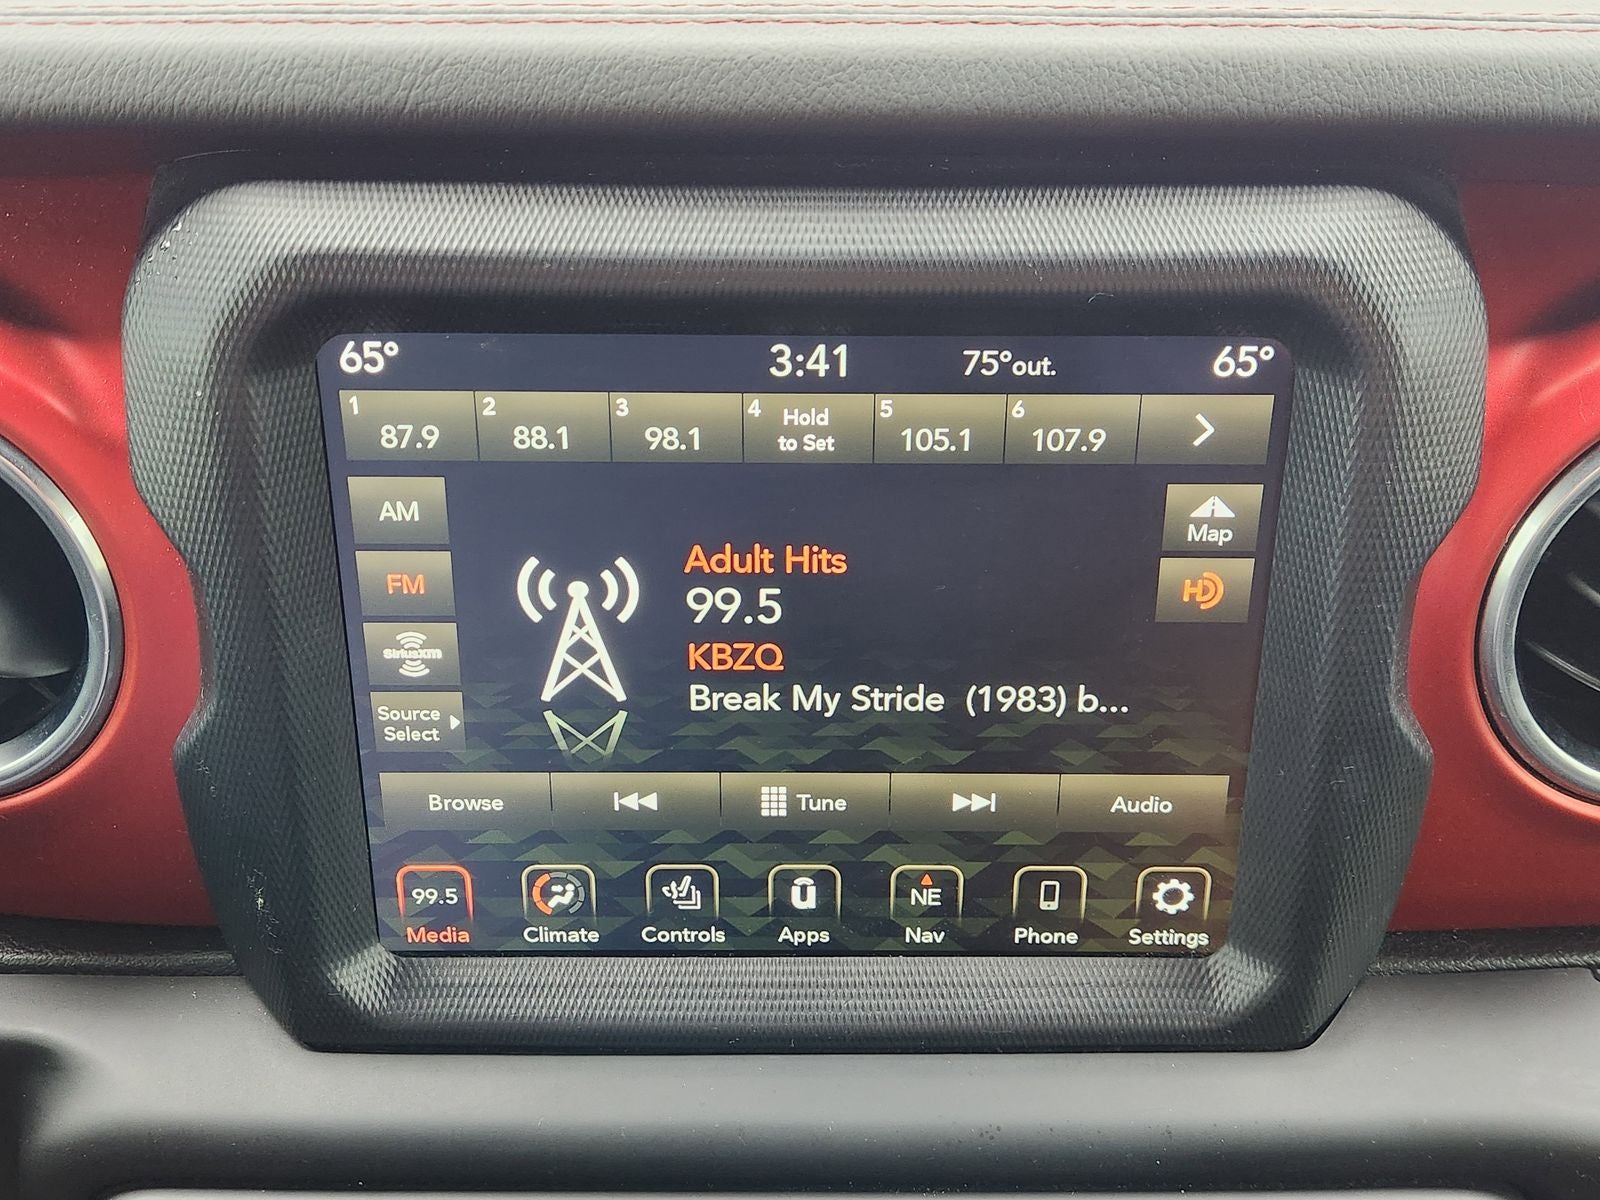 65° 3:41 75°out. 65°
1 2 3 4 Hold 5 6
87.9 88.1 98.1 to Set 105.1 107.9
AM
Map
FM
HD
SiriusXM
Source
Select
Adult Hits
99.5
KBZQ
Break My Stride (1983) b...
Browse Tune Audio
99.5 u NE
Media Climate Controls Apps Nav Phone Settings